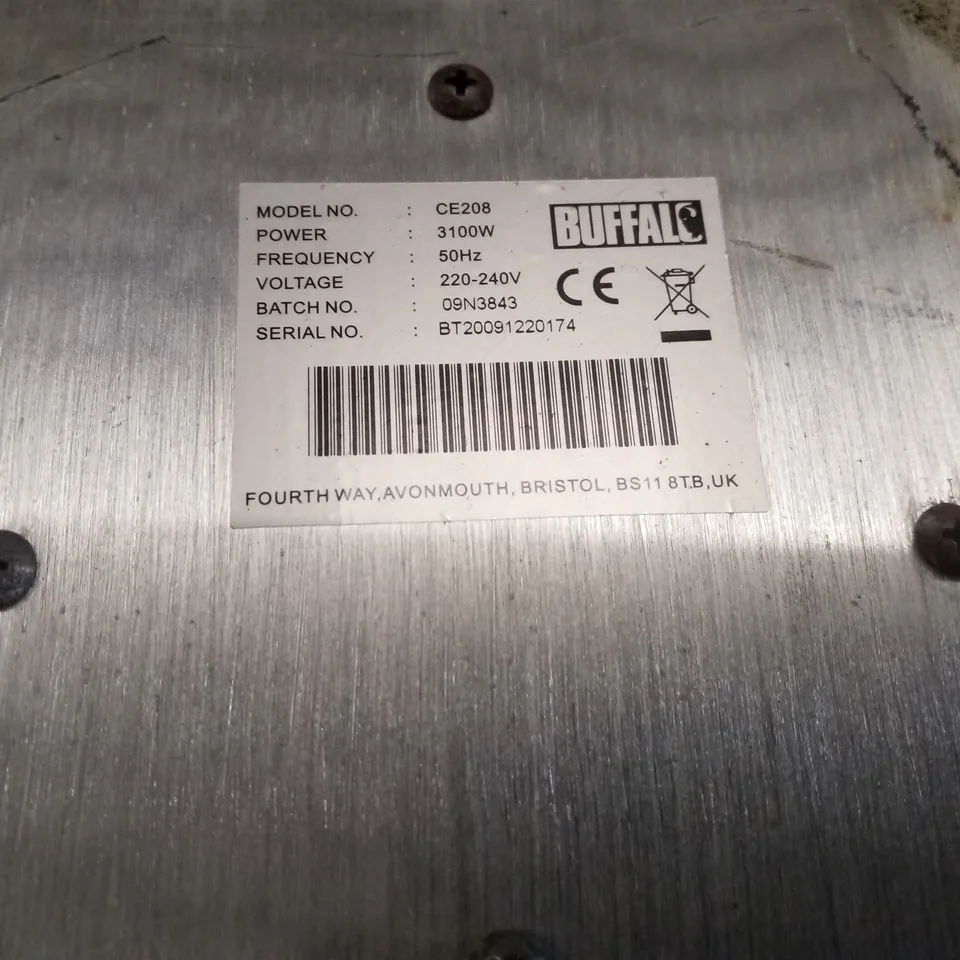 MODEL NO. : CE208
POWER : 3100W
FREQUENCY : 50Hz
VOLTAGE : 220-240V
BATCH NO. : 09N3843
SERIAL NO. : BT20091220174
BUFFALO
CE
FOURTH WAY,AVONMOUTH, BRISTOL, BS11 8TB,UK